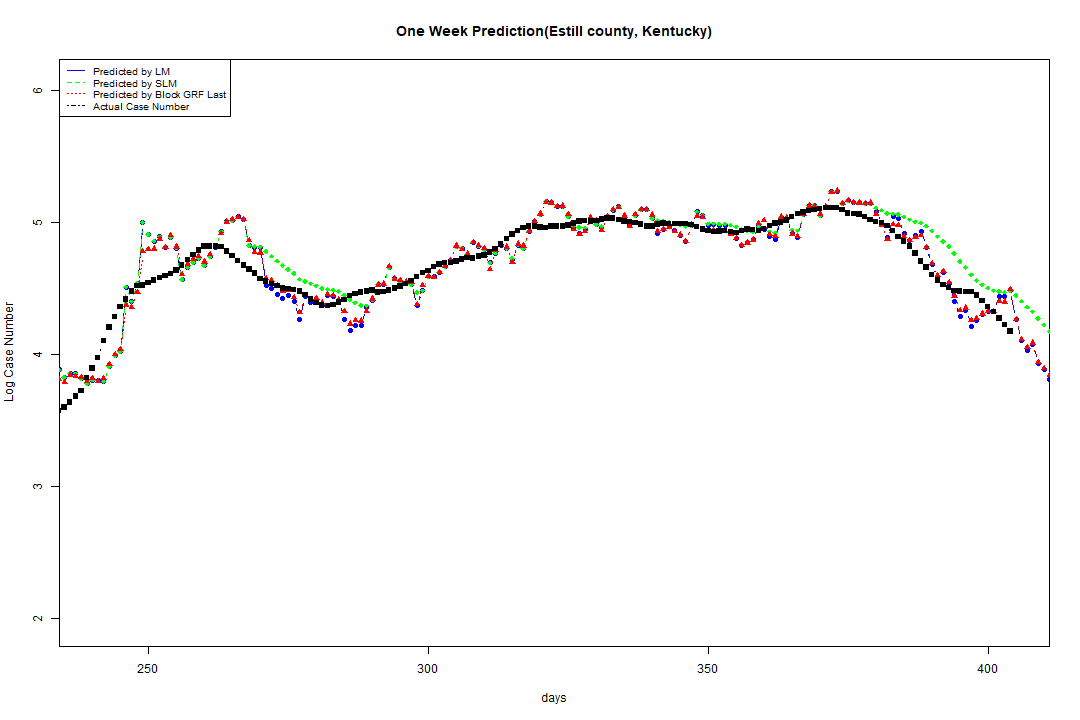 One Week Prediction(Estill county, Kentucky)
Predicted by LM
Predicted by SLM
Predicted by Block GRF Last
Actual Case Number
6
5
4
3
2
Log Case Number
250 300 350 400
days